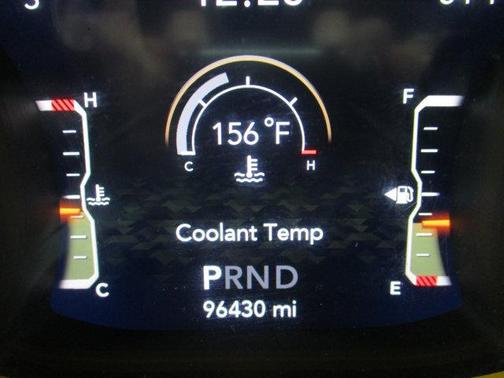 H
F
156°F
C
H
Coolant Temp
PRND
C
E
96430 mi